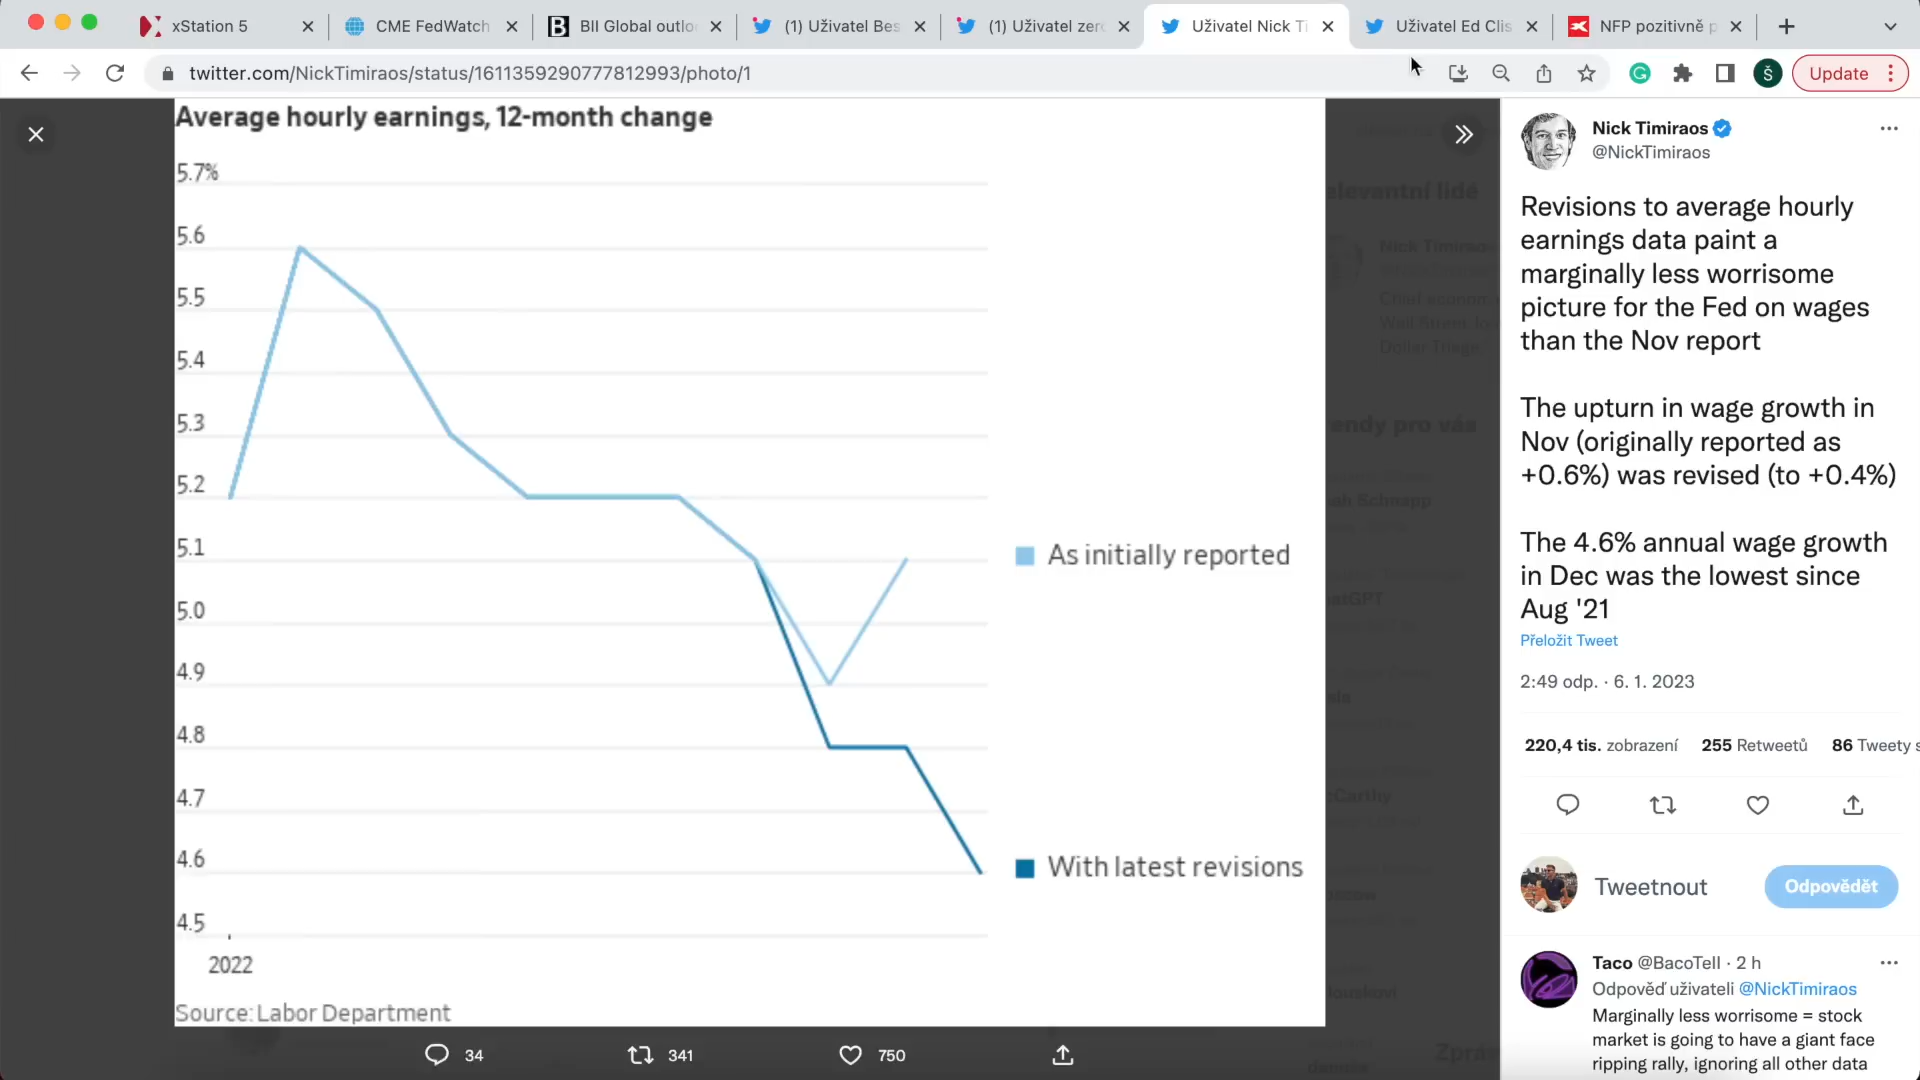 xStation 5
CME FedWatch
BII Global outlo
(1) Uživatel Bes
(1) Uživatel zero
Uživatel Nick Ti
Uživatel Ed Clis
NFP pozitivně p
twitter.com/NickTimiraos/status/1611359290777812993/photo/1
Š
Update
Average hourly earnings, 12-month change
5.7%
5.6
5.5
5.4
5.3
5.2
5.1
5.0
4.9
4.8
4.7
4.6
4.5
2022
As initially reported
With latest revisions
Source: Labor Department
34
341
750
elevantní lidé
Nick Timiraos
endy pro vás
Nick Timiraos
@NickTimiraos
Revisions to average hourly
earnings data paint a
marginally less worrisome
picture for the Fed on wages
than the Nov report
The upturn in wage growth in
Nov (originally reported as
+0.6%) was revised (to +0.4%)
The 4.6% annual wage growth
in Dec was the lowest since
Aug '21
Přeložit Tweet
2:49 odp. · 6. 1. 2023
220,4 tis. zobrazení 255 Retweetů 86 Tweety s
Tweetnout
Odpovědět
Taco @BacoTell · 2 h
Odpověď uživateli @NickTimiraos
Marginally less worrisome = stock
market is going to have a giant face
ripping rally, ignoring all other data